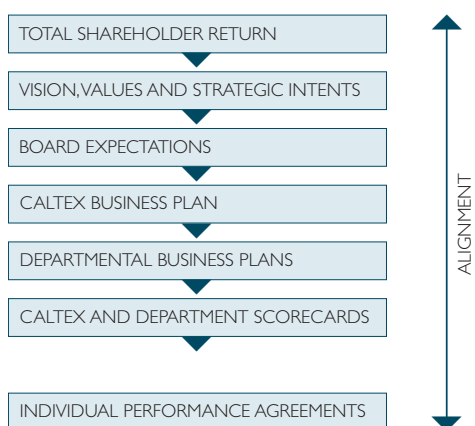 TOTAL SHAREHOLDER RETURN
VISION, VALUES AND STRATEGIC INTENTS
BOARD EXPECTATIONS
CALTEX BUSINESS PLAN
DEPARTMENTAL BUSINESS PLANS
CALTEX AND DEPARTMENT SCORECARDS
INDIVIDUAL PERFORMANCE AGREEMENTS
ALIGNMENT